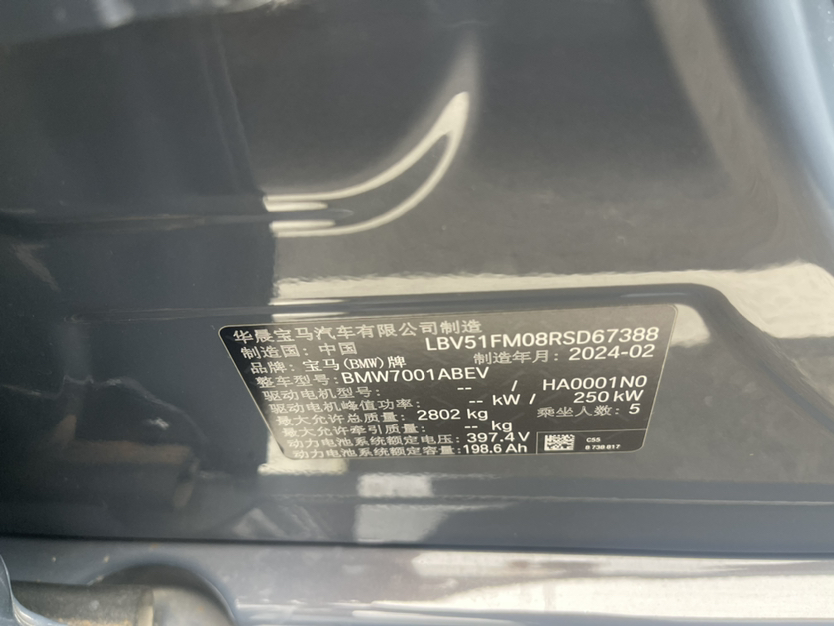 华晨宝马汽车有限公司制造
制造国: 中国 LBV51FM08RSD67388
品牌: 宝马(BMW)牌 制造年月: 2024-02
整车型号: BMW7001ABEV
驱动电机型号: -- / HA0001N0
驱动电机峰值功率: -- kW / 250 kW
最大允许总质量: 2802 kg 乘坐人数: 5
最大允许牵引质量: -- kg
动力电池系统额定电压: 397.4 V C55
动力电池系统额定容量: 198.6 Ah 8 738 817